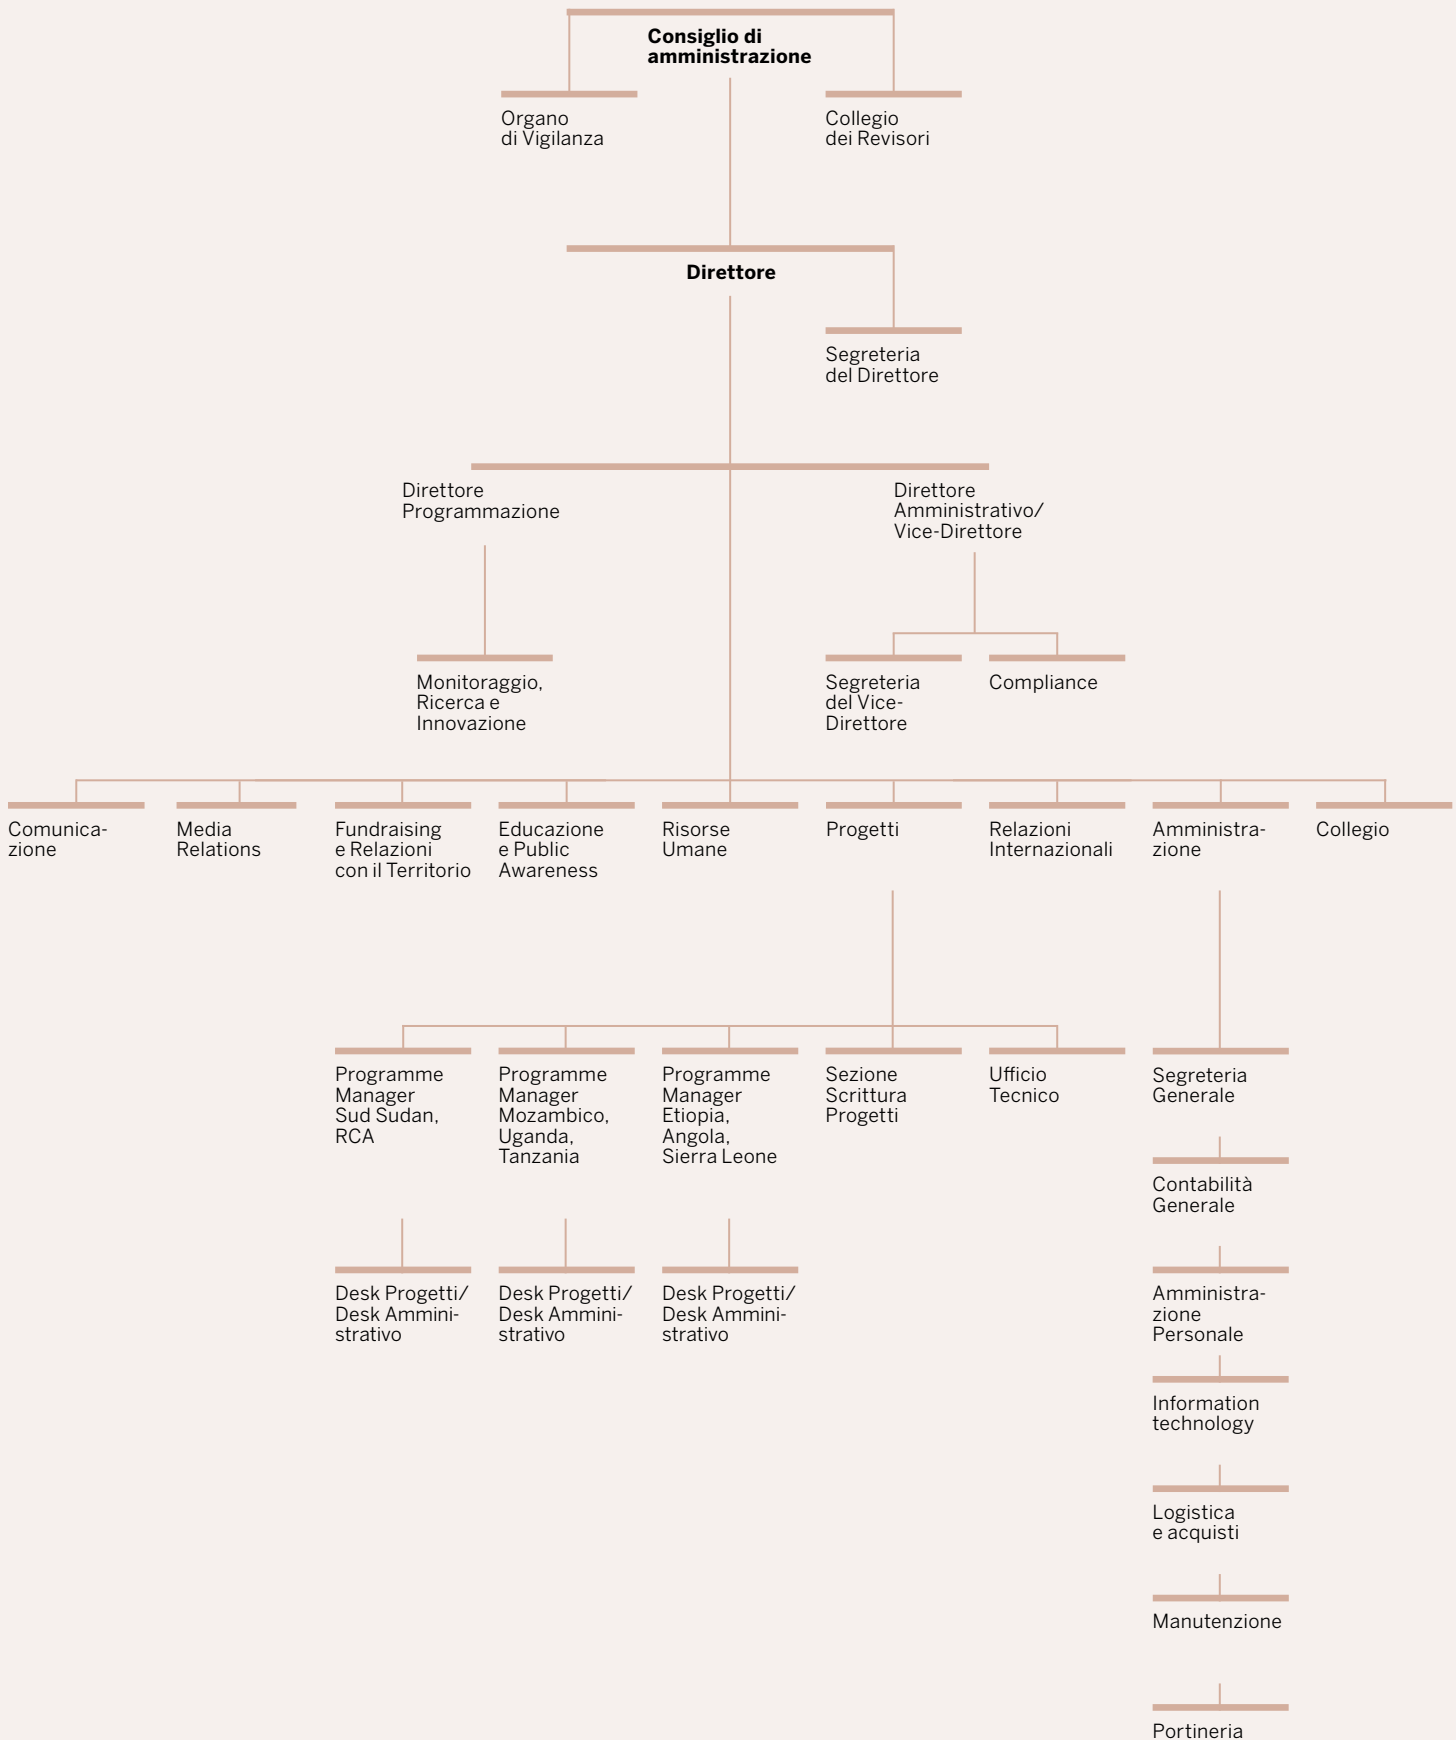 Consiglio di
amministrazione
Organo
di Vigilanza
Collegio
dei Revisori
Direttore
Segreteria
del Direttore
Direttore
Programmazione
Direttore
Amministrativo/
Vice-Direttore
Monitoraggio,
Ricerca e
Innovazione
Segreteria
del Vice-
Direttore
Compliance
Comunica-
zione
Media
Relations
Fundraising
e Relazioni
con il Territorio
Educazione
e Public
Awareness
Risorse
Umane
Progetti
Relazioni
Internazionali
Amministra-
zione
Collegio
Programme
Manager
Sud Sudan,
RCA
Programme
Manager
Mozambico,
Uganda,
Tanzania
Programme
Manager
Etiopia,
Angola,
Sierra Leone
Sezione
Scrittura
Progetti
Ufficio
Tecnico
Segreteria
Generale
Contabilità
Generale
Desk Progetti/
Desk Ammini-
strativo
Desk Progetti/
Desk Ammini-
strativo
Desk Progetti/
Desk Ammini-
strativo
Amministra-
zione
Personale
Information
technology
Logistica
e acquisti
Manutenzione
Portineria